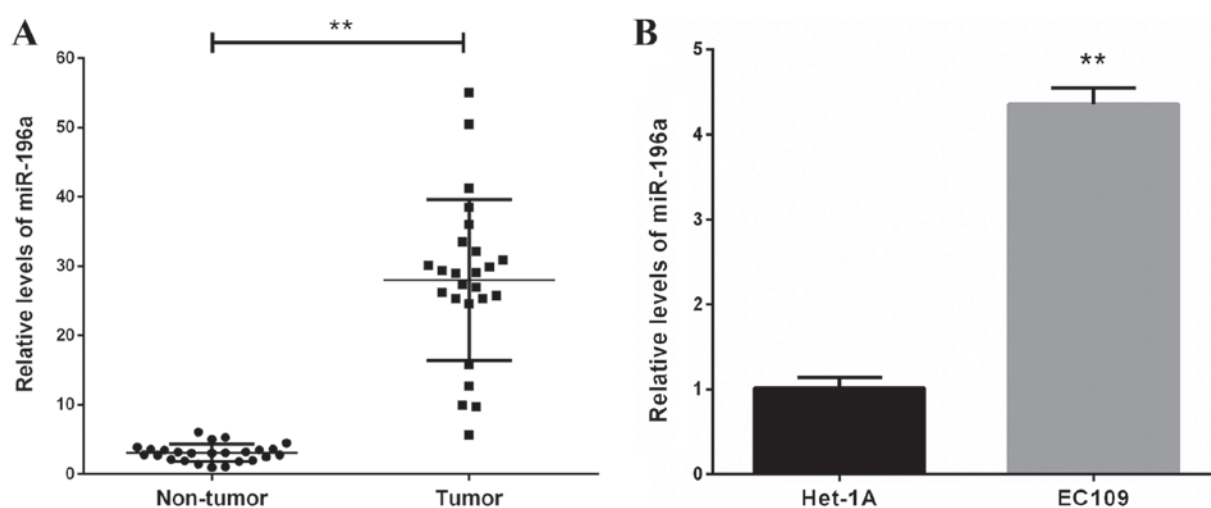 A
**
Relative levels of miR-196a
60
50
40
30
20
10
0
Non-tumor Tumor
B
**
Relative levels of miR-196a
5
4
3
2
1
0
Het-1A EC109